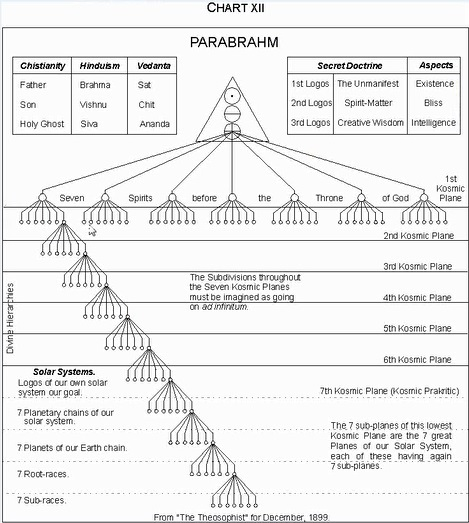 CHART XII
PARABRAHM
Chistianity Hinduism Vedanta
Father Brahma Sat
Son Vishnu Chit
Holy Ghost Siva Ananda
Secret Doctrine Aspects
1st Logos The Unmanifest Existence
2nd Logos Spirit-Matter Bliss
3rd Logos Creative Wisdom Intelligence
Seven Spirits before the Throne of God
1st
Kosmic
Plane
2nd Kosmic Plane
3rd Kosmic Plane
The Subdivisions throughout
the Seven Kosmic Planes
must be imagined as going
on ad infinitum.
4th Kosmic Plane
5th Kosmic Plane
6th Kosmic Plane
Divine Hierarchies
Solar Systems.
Logos of our own solar
system our goal.
7th Kosmic Plane (Kosmic Prakritic)
7 Planetary chains of our
solar system.
The 7 sub-planes of this lowest
Kosmic Plane are the 7 great
Planes of our Solar System,
each of these having again
7 sub-planes.
7 Planets of our Earth chain.
7 Root-races.
7 Sub-races.
From "The Theosophist" for December, 1899.